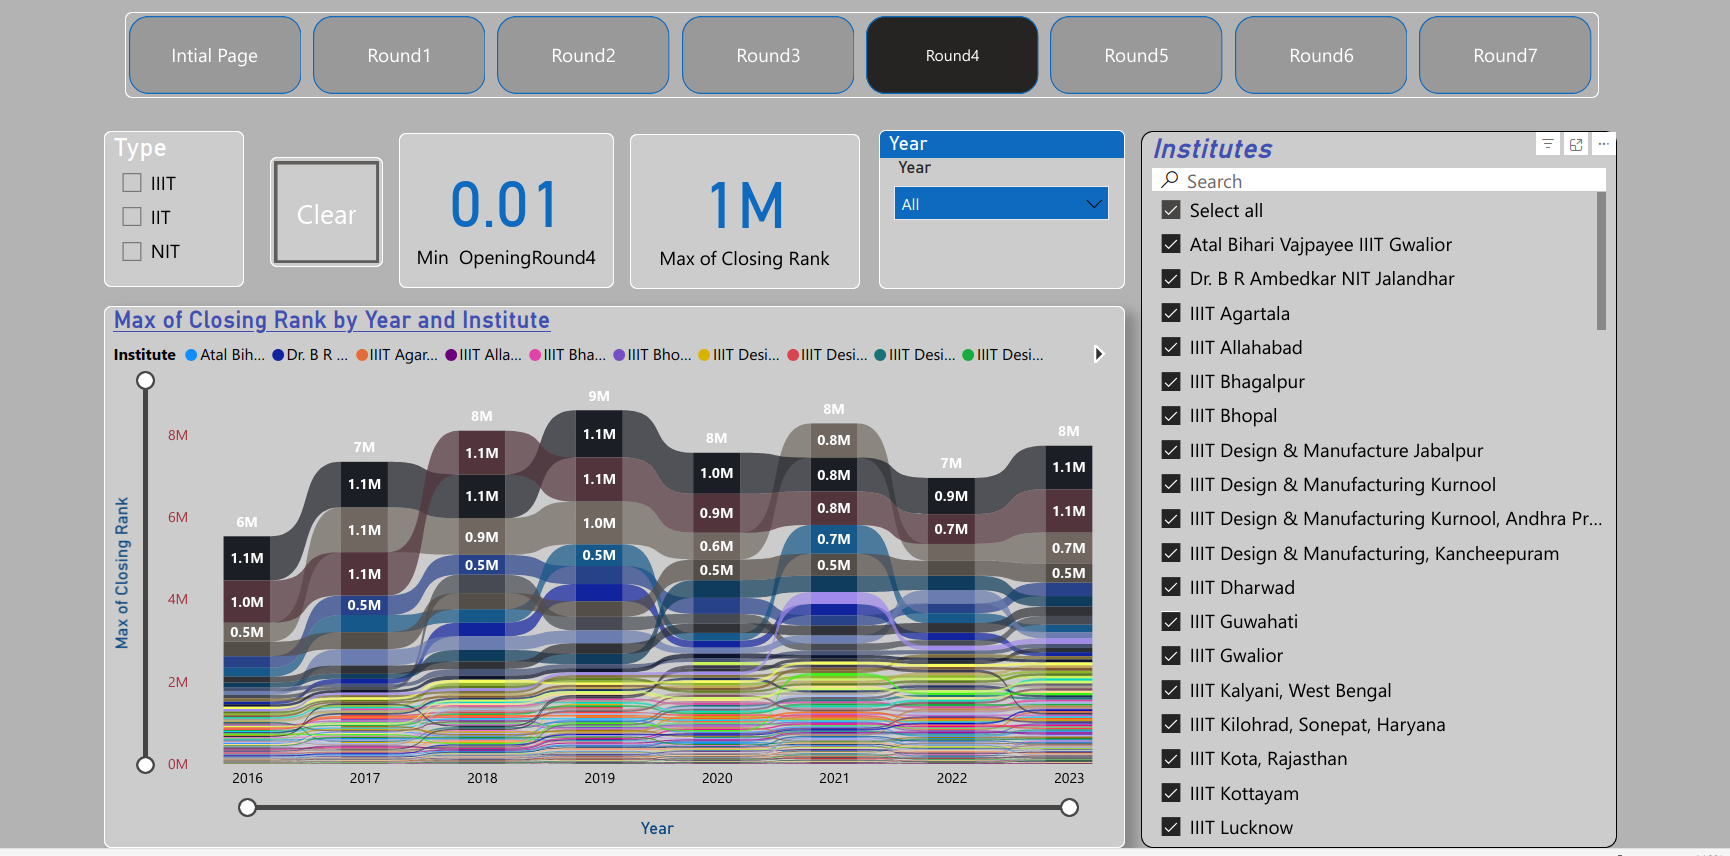 Intial Page
Round1
Round2
Round3
Round4
Round5
Round6
Round7
Type
IIIT
IIT
NIT
Clear
0.01
Min OpeningRound4
1M
Max of Closing Rank
Year
Year
All
Institutes
Search
Select all
Atal Bihari Vajpayee IIIT Gwalior
Dr. B R Ambedkar NIT Jalandhar
IIIT Agartala
IIIT Allahabad
IIIT Bhagalpur
IIIT Bhopal
IIIT Design & Manufacture Jabalpur
IIIT Design & Manufacturing Kurnool
IIIT Design & Manufacturing Kurnool, Andhra Pr...
IIIT Design & Manufacturing, Kancheepuram
IIIT Dharwad
IIIT Guwahati
IIIT Gwalior
IIIT Kalyani, West Bengal
IIIT Kilohrad, Sonepat, Haryana
IIIT Kota, Rajasthan
IIIT Kottayam
IIIT Lucknow
Max of Closing Rank by Year and Institute
Institute Atal Bih... Dr. B R ... IIIT Agar... IIIT Alla... IIIT Bha... IIIT Bho... IIIT Desi... IIIT Desi... IIIT Desi... IIIT Desi...
Max of Closing Rank
8M
6M
4M
2M
0M
6M
1.1M
1.0M
0.5M
7M
1.1M
1.1M
1.1M
0.5M
8M
1.1M
1.1M
0.9M
0.5M
9M
1.1M
1.1M
1.0M
0.5M
8M
1.0M
0.9M
0.6M
0.5M
8M
0.8M
0.8M
0.8M
0.7M
0.5M
7M
0.9M
0.7M
8M
1.1M
1.1M
0.7M
0.5M
2016 2017 2018 2019 2020 2021 2022 2023
Year